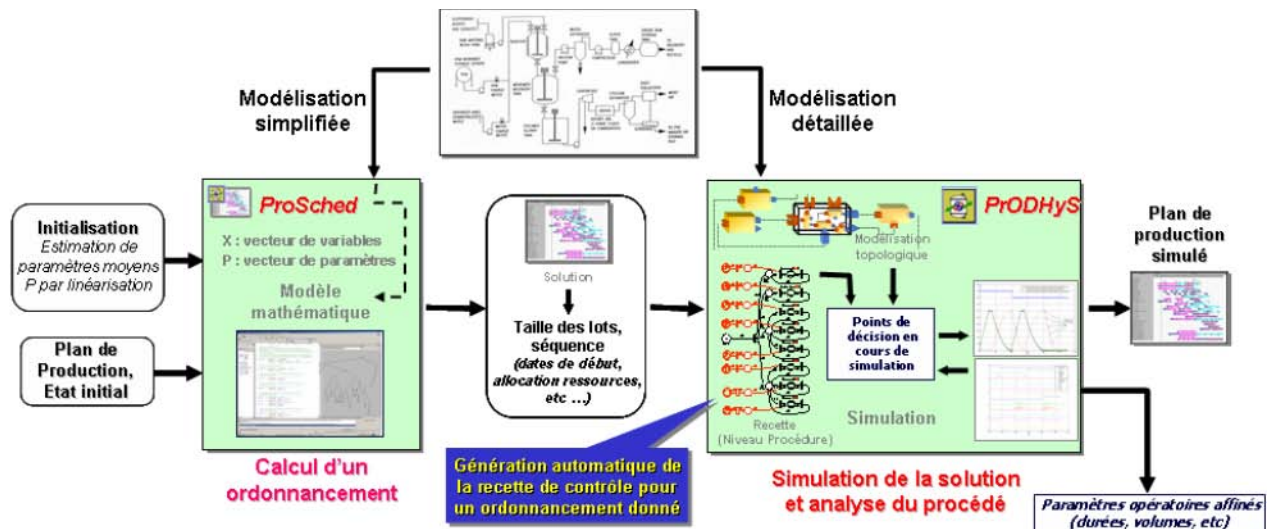 Modélisation
simplifiée
Modélisation
détaillée
Initialisation
Estimation de
paramètres moyens
P par linéarisation
Plan de
Production,
Etat initial
ProSched
X : vecteur de variables
P : vecteur de paramètres
Modèle
mathématique
Calcul d'un
ordonnancement
Solution
Taille des lots,
séquence
(dates de début,
allocation ressources,
etc ...)
Génération automatique de
la recette de contrôle pour
un ordonnancement donné
PrODHyS
Modélisation
topologique
Points de
décision en
cours de
simulation
Simulation
Recette
(Niveau Procédure)
Simulation de la solution
et analyse du procédé
Plan de
production
simulé
Paramètres opératoires affinés
(durées, volumes, etc)